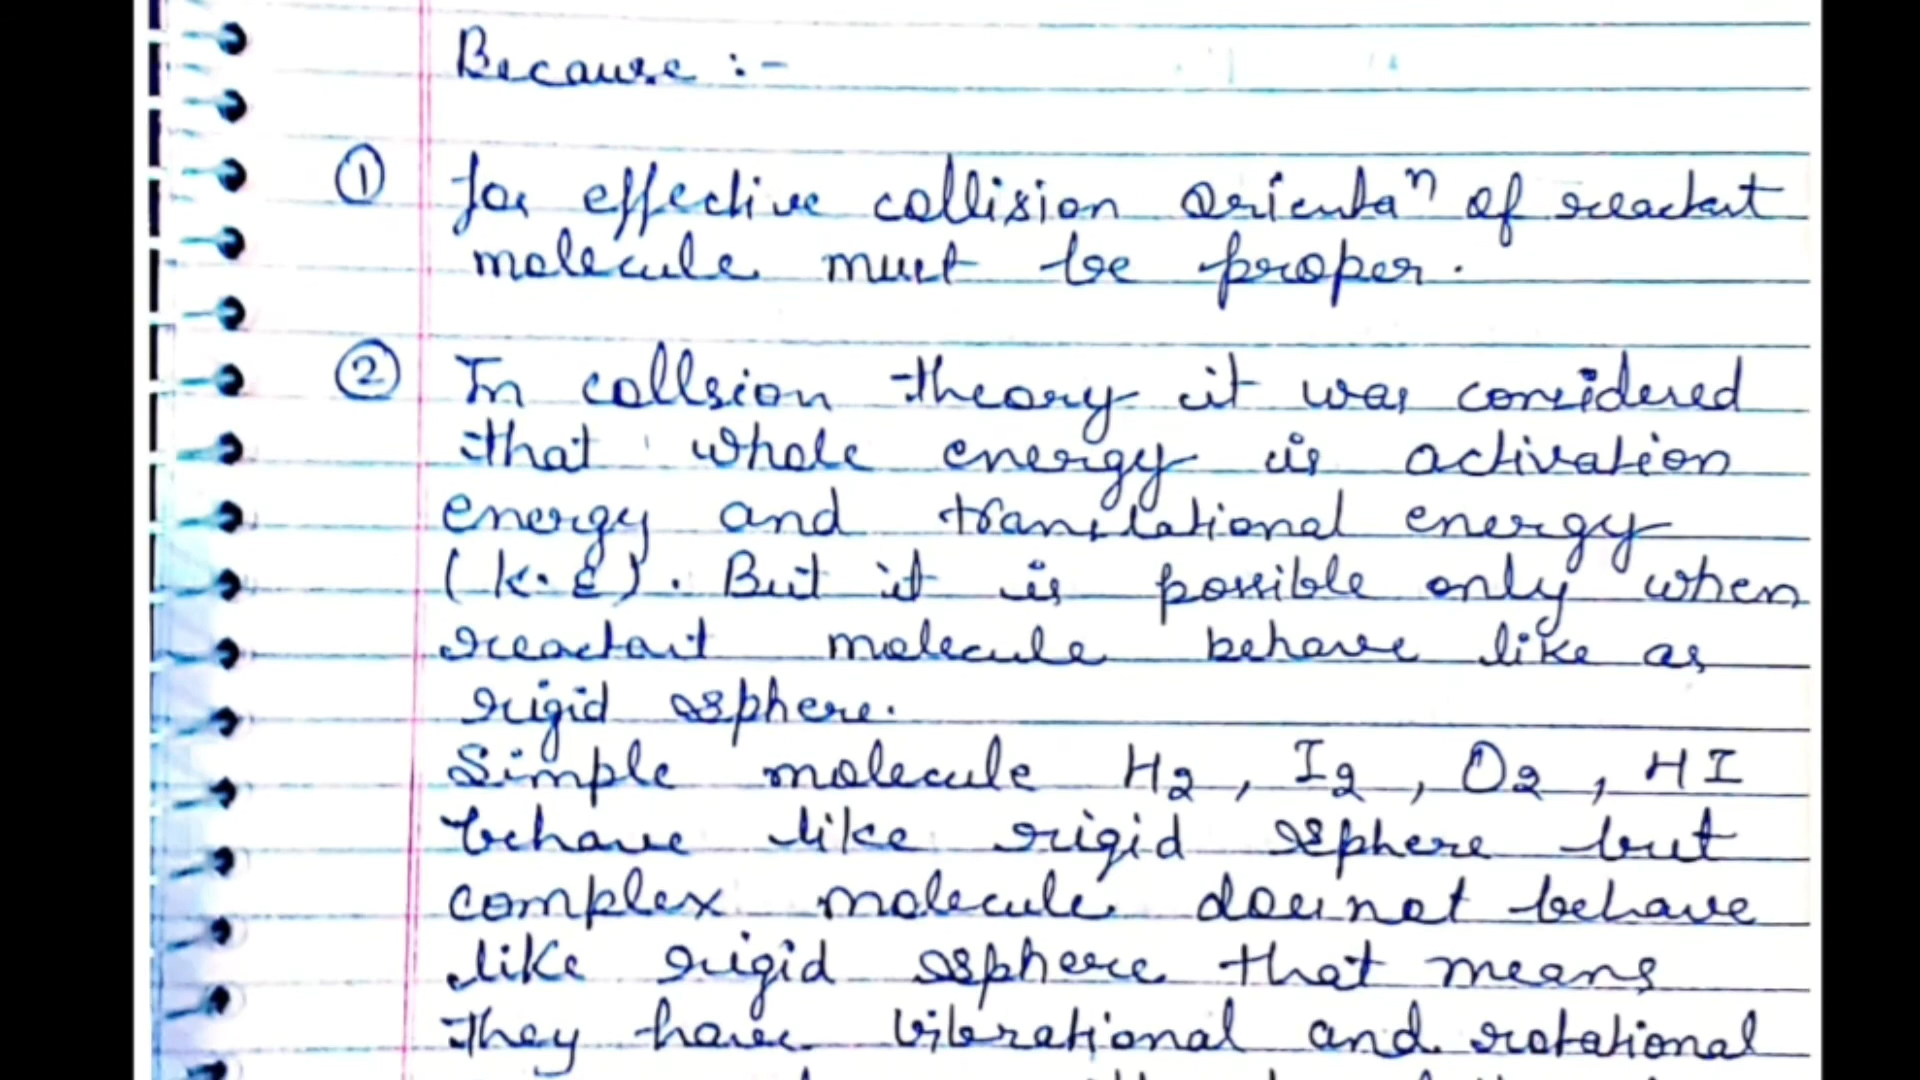 Because :-
① for effective collision orientaⁿ of reactant
molecule must be proper.
② In collsion theory it was considered
that whole energy is activation
energy and translational energy
(K.E). But it is possible only when
reactant molecule behave like as
rigid sphere.
Simple molecule H2, I2, O2, HI
behave like rigid sphere but
complex molecule does not behave
like rigid sphere that means
They have vibrational and rotational